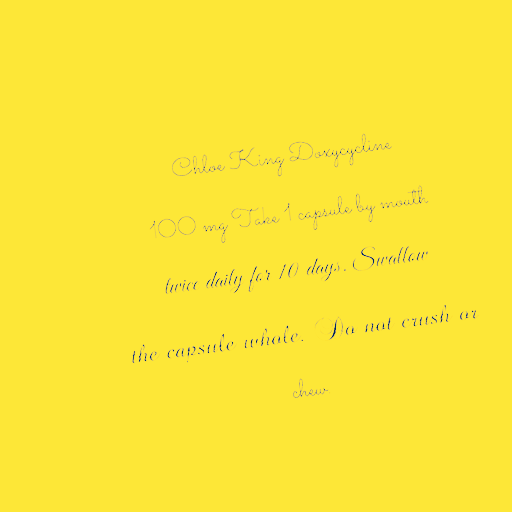 Chloe King Doxycycline
100 mg Take 1 capsule by mouth
twice daily for 10 days. Swallow
the capsule whole. Do not crush or
chew.